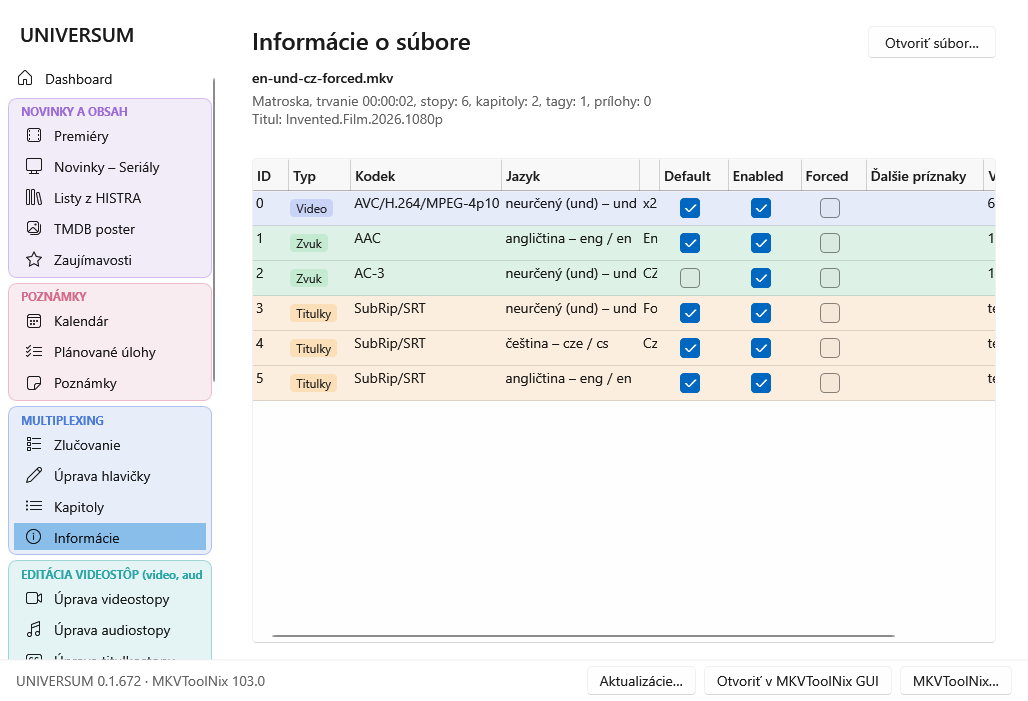 UNIVERSUM
Dashboard
NOVINKY A OBSAH
Premiéry
Novinky – Seriály
Listy z HISTRA
TMDB poster
Zaujímavosti
POZNÁMKY
Kalendár
Plánované úlohy
Poznámky
MULTIPLEXING
Zlučovanie
Úprava hlavičky
Kapitoly
Informácie
EDITÁCIA VIDEOSTÔP (video, aud
Úprava videostopy
Úprava audiostopy
Informácie o súbore
Otvoriť súbor...
en-und-cz-forced.mkv
Matroska, trvanie 00:00:02, stopy: 6, kapitoly: 2, tagy: 1, prílohy: 0
Titul: Invented.Film.2026.1080p
ID Typ Kodek Jazyk Default Enabled Forced Ďalšie príznaky V
0 Video AVC/H.264/MPEG-4p10 neurčený (und) – und x2 6
1 Zvuk AAC angličtina – eng / en En 1
2 Zvuk AC-3 neurčený (und) – und CZ 1
3 Titulky SubRip/SRT neurčený (und) – und Fo te
4 Titulky SubRip/SRT čeština – cze / cs Cz te
5 Titulky SubRip/SRT angličtina – eng / en te
UNIVERSUM 0.1.672 · MKVToolNix 103.0
Aktualizácie...
Otvoriť v MKVToolNix GUI
MKVToolNix...